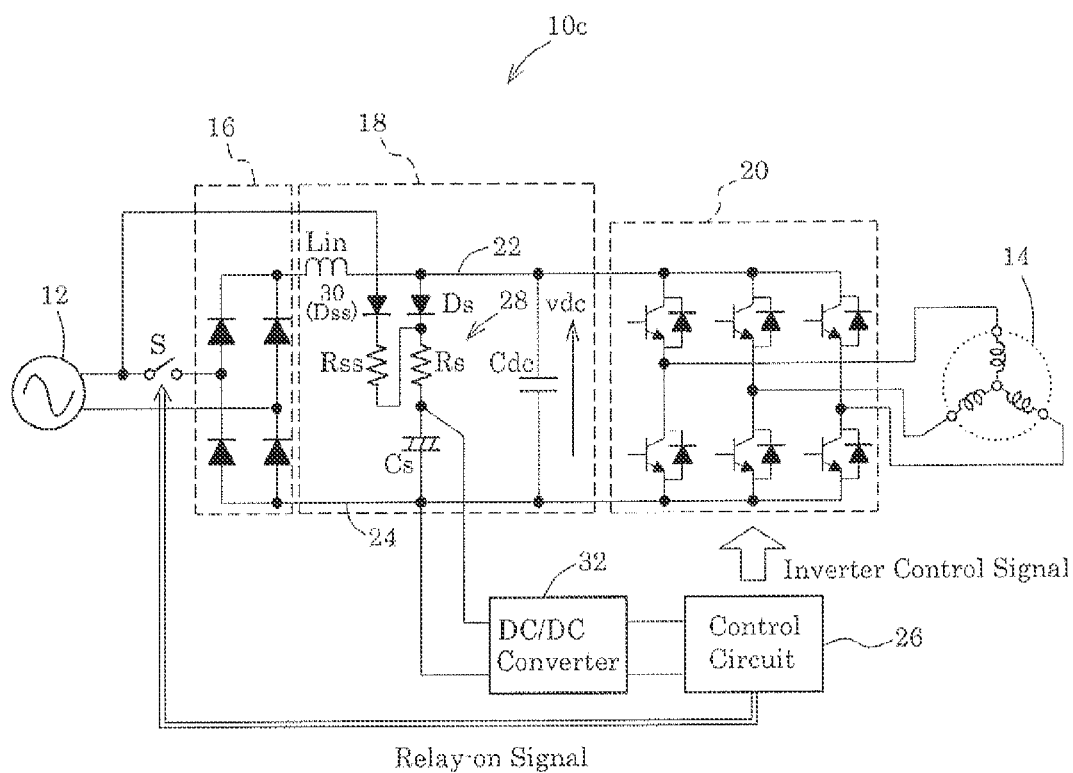 10c
16
18
20
Lin
22
14
12
30
(Dss)
Ds
28
vdc
S
Rss
Rs
Cdc
Cs
24
32
Inverter Control Signal
DC/DC
Converter
Control
Circuit
26
Relay-on Signal